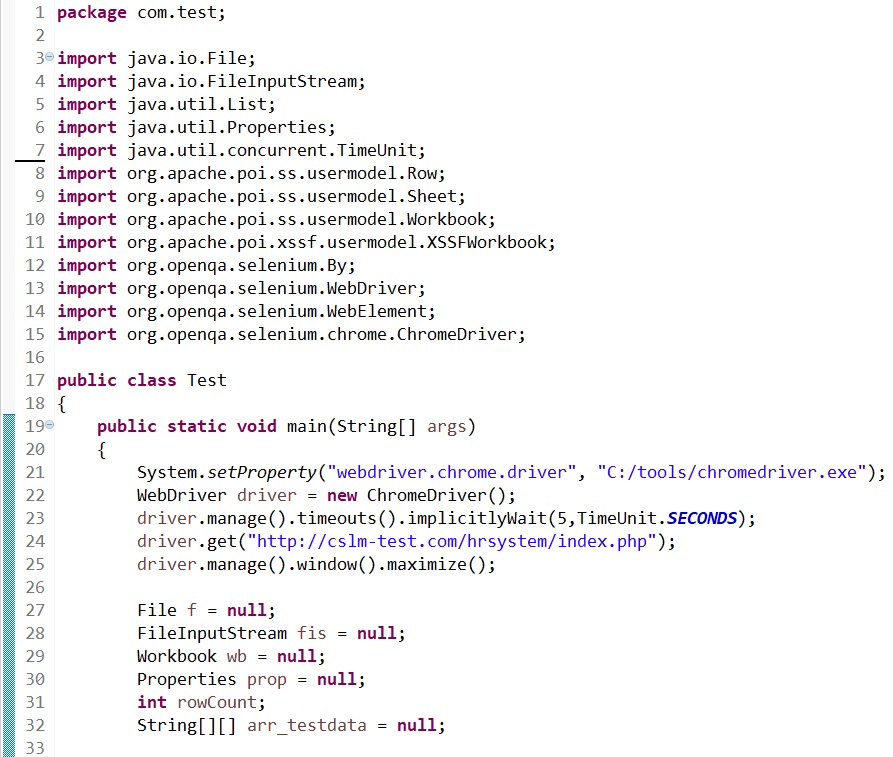 1 package com.test;
2
3 import java.io.File;
4 import java.io.FileInputStream;
5 import java.util.List;
6 import java.util.Properties;
7 import java.util.concurrent.TimeUnit;
8 import org.apache.poi.ss.usermodel.Row;
9 import org.apache.poi.ss.usermodel.Sheet;
10 import org.apache.poi.ss.usermodel.Workbook;
11 import org.apache.poi.xssf.usermodel.XSSFWorkbook;
12 import org.openqa.selenium.By;
13 import org.openqa.selenium.WebDriver;
14 import org.openqa.selenium.WebElement;
15 import org.openqa.selenium.chrome.ChromeDriver;
16
17 public class Test
18 {
19 public static void main(String[] args)
20 {
21 System.setProperty("webdriver.chrome.driver", "C:/tools/chromedriver.exe");
22 WebDriver driver = new ChromeDriver();
23 driver.manage().timeouts().implicitlyWait(5,TimeUnit.SECONDS);
24 driver.get("http://cslm-test.com/hrsystem/index.php");
25 driver.manage().window().maximize();
26
27 File f = null;
28 FileInputStream fis = null;
29 Workbook wb = null;
30 Properties prop = null;
31 int rowCount;
32 String[][] arr_testdata = null;
33